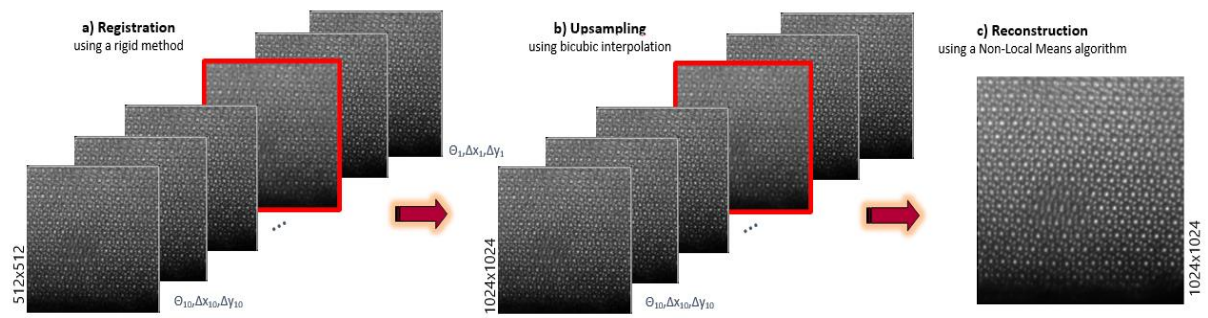 a) Registration
using a rigid method
512x512
Θ10,Δx10,Δy10
Θ1,Δx1,Δy1
...
b) Upsampling
using bicubic interpolation
1024x1024
Θ10,Δx10,Δy10
...
c) Reconstruction
using a Non-Local Means algorithm
1024x1024